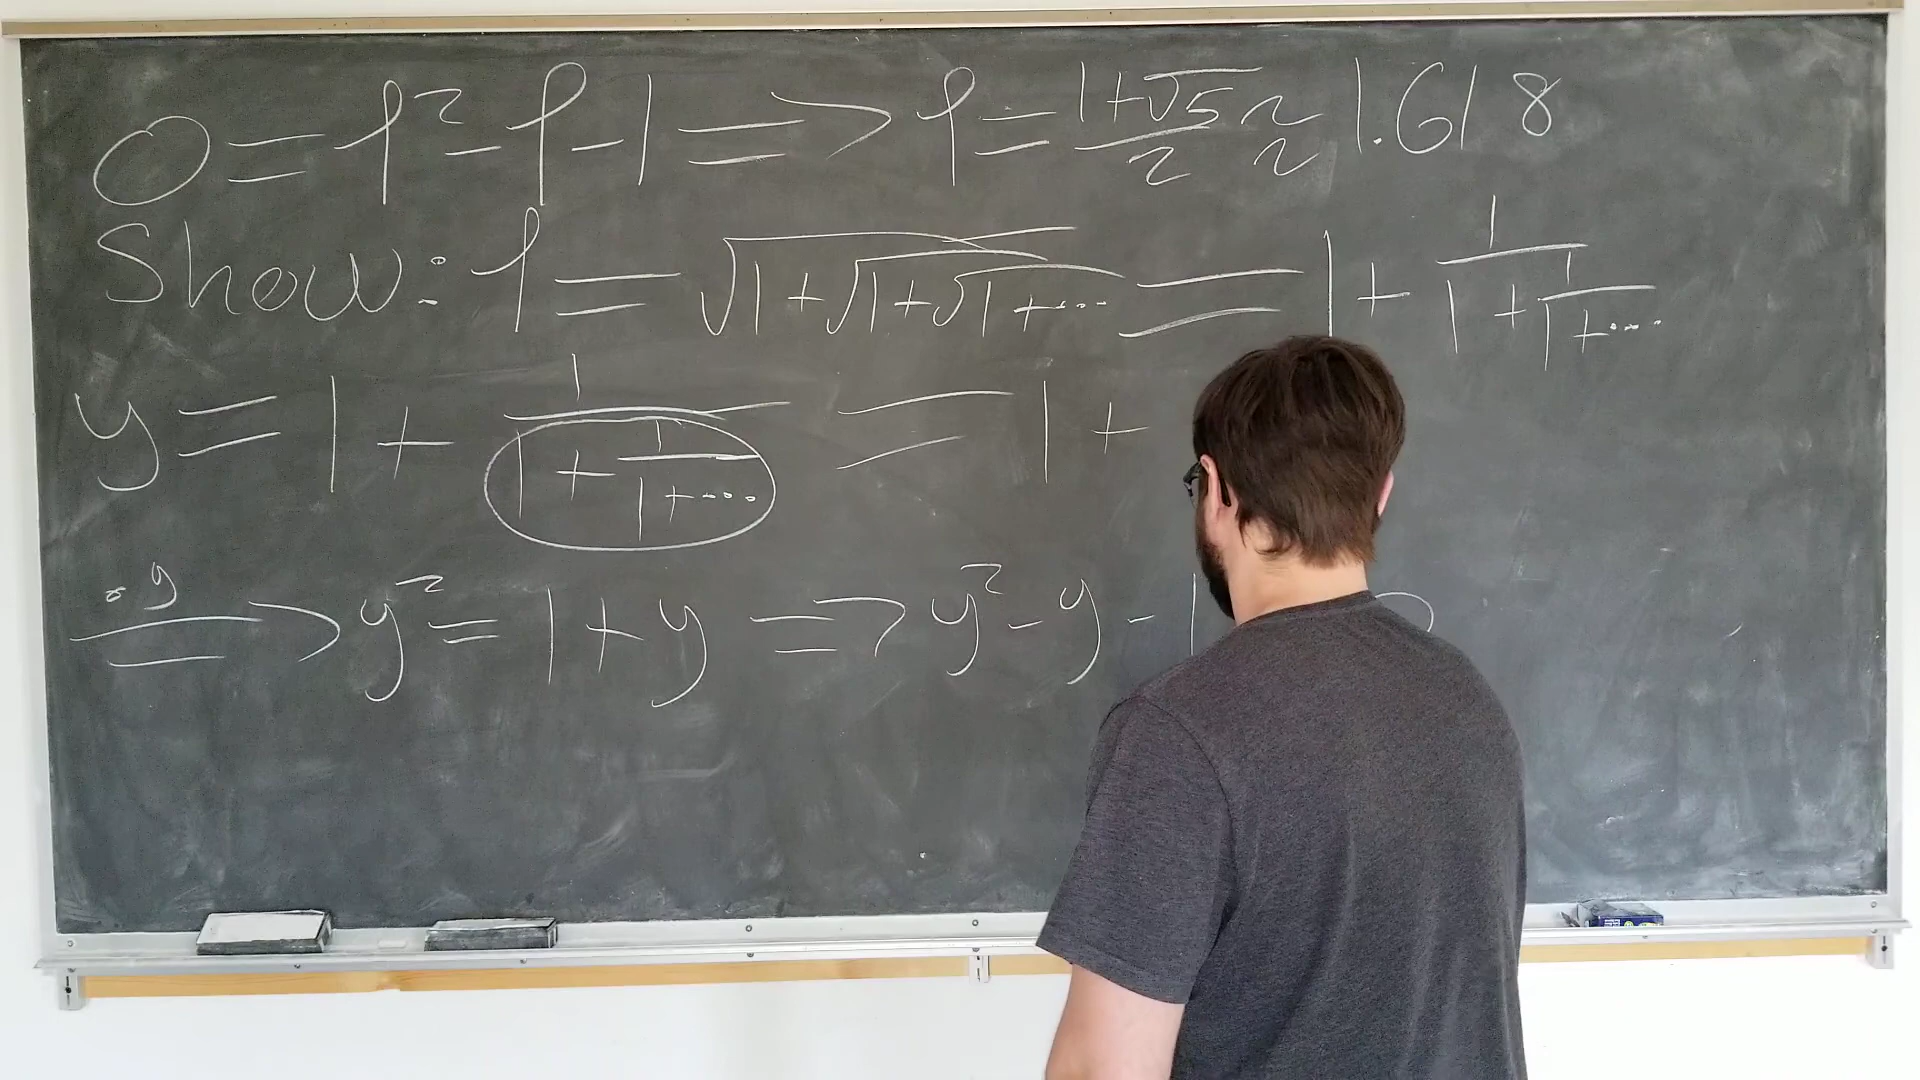 0 = φ² - φ - 1 => φ = (1+√5)/2 ≈ 1.618
Show: φ = √(1+√(1+√(1+···))) = 1 + 1/(1 + 1/(1+···))
y = 1 + 1/(1 + 1/(1+····)) = 1 +
·y => y² = 1 + y => y² - y - 1